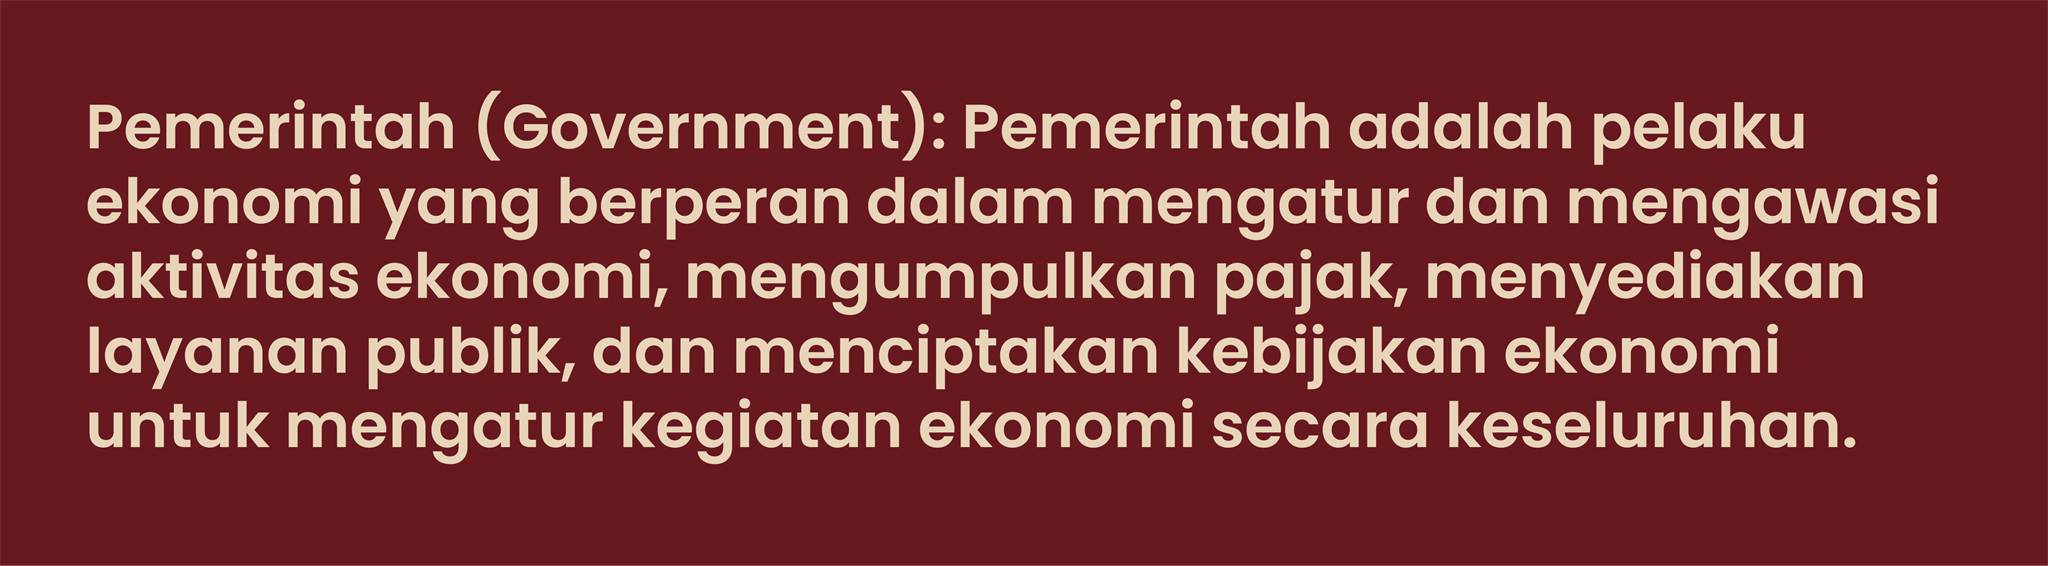 Pemerintah (Government): Pemerintah adalah pelaku
ekonomi yang berperan dalam mengatur dan mengawasi
aktivitas ekonomi, mengumpulkan pajak, menyediakan
layanan publik, dan menciptakan kebijakan ekonomi
untuk mengatur kegiatan ekonomi secara keseluruhan.